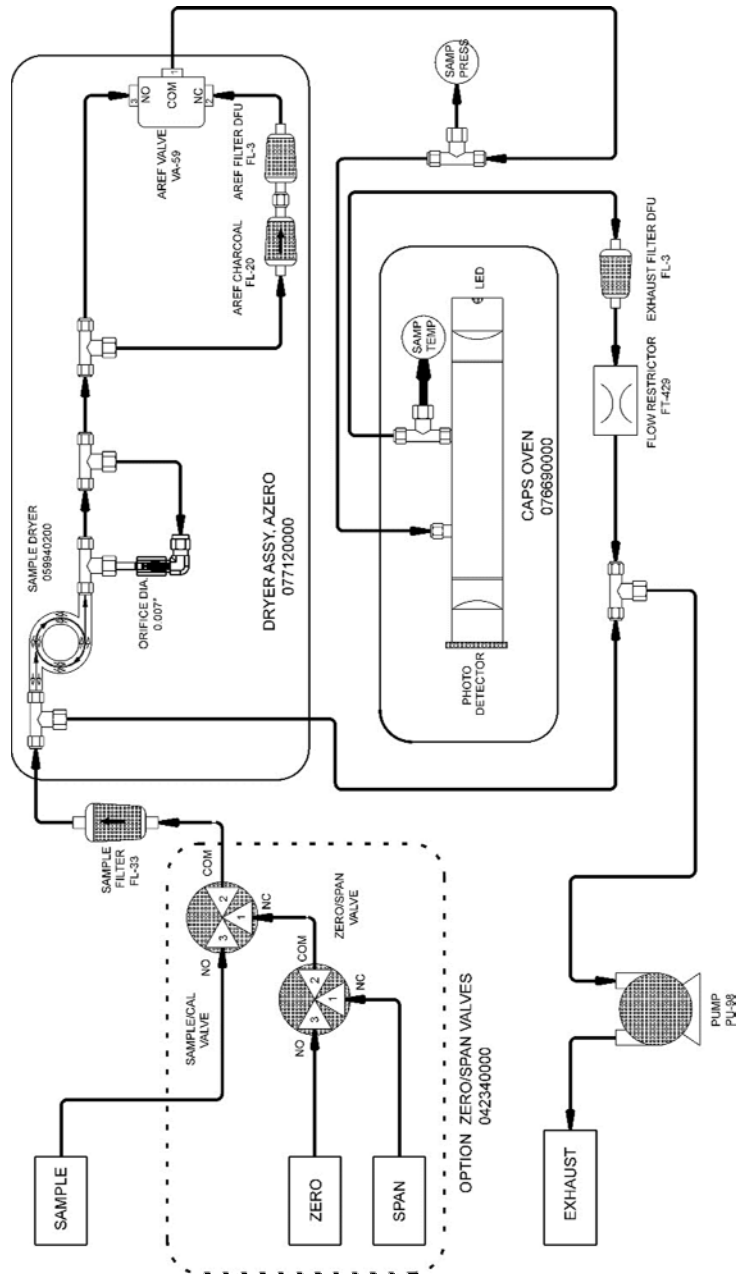 SAMPLE
ZERO
SPAN
EXHAUST
SAMPLE/CAL
VALVE
NO
3
2
1
COM
NC
ZERO/SPAN
VALVE
NO
3
2
1
COM
NC
OPTION ZERO/SPAN VALVES
042340000
SAMPLE
FILTER
FL-33
PUMP
PU-98
SAMPLE DRYER
059940200
ORIFICE DIA.
0.007"
DRYER ASSY, AZERO
077120000
AREF VALVE
VA-59
3
NO
COM
1
NC
2
AREF CHARCOAL
FL-20
AREF FILTER DFU
FL-3
SAMP
PRESS
PHOTO
DETECTOR
SAMP
TEMP
LED
CAPS OVEN
076690000
FLOW RESTRICTOR
FT-429
EXHAUST FILTER DFU
FL-3